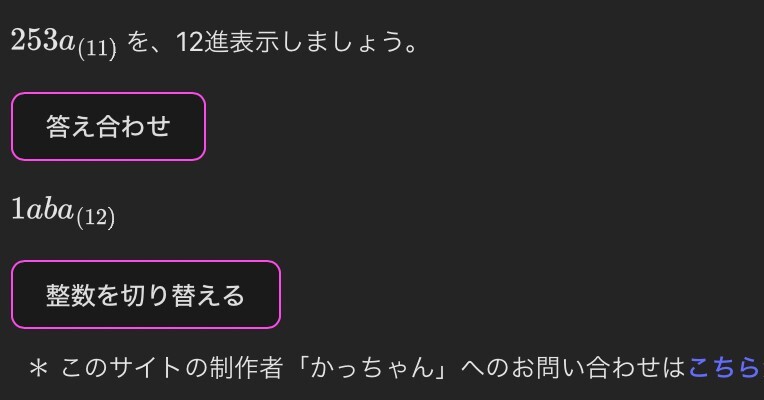 253a(11) を、12進表示しましょう。
答え合わせ
1aba(12)
整数を切り替える
＊ このサイトの制作者「かっちゃん」へのお問い合わせはこちら